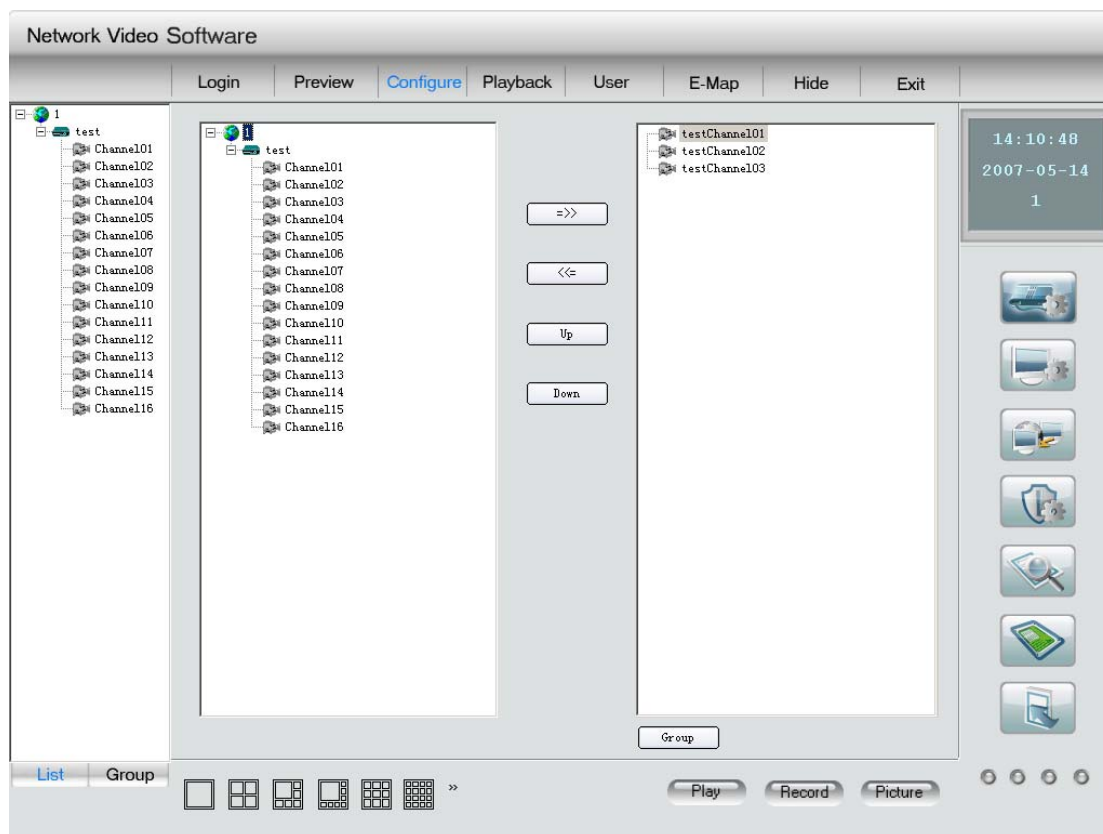 Network Video Software
Login Preview Configure Playback User E-Map Hide Exit
1
test
Channel01
Channel02
Channel03
Channel04
Channel05
Channel06
Channel07
Channel08
Channel09
Channel10
Channel11
Channel12
Channel13
Channel14
Channel15
Channel16
List Group
1
test
Channel01
Channel02
Channel03
Channel04
Channel05
Channel06
Channel07
Channel08
Channel09
Channel10
Channel11
Channel12
Channel13
Channel14
Channel15
Channel16
=>>
<<=
Up
Down
testChannel01
testChannel02
testChannel03
Group
14:10:48
2007-05-14
1
»
Play Record Picture